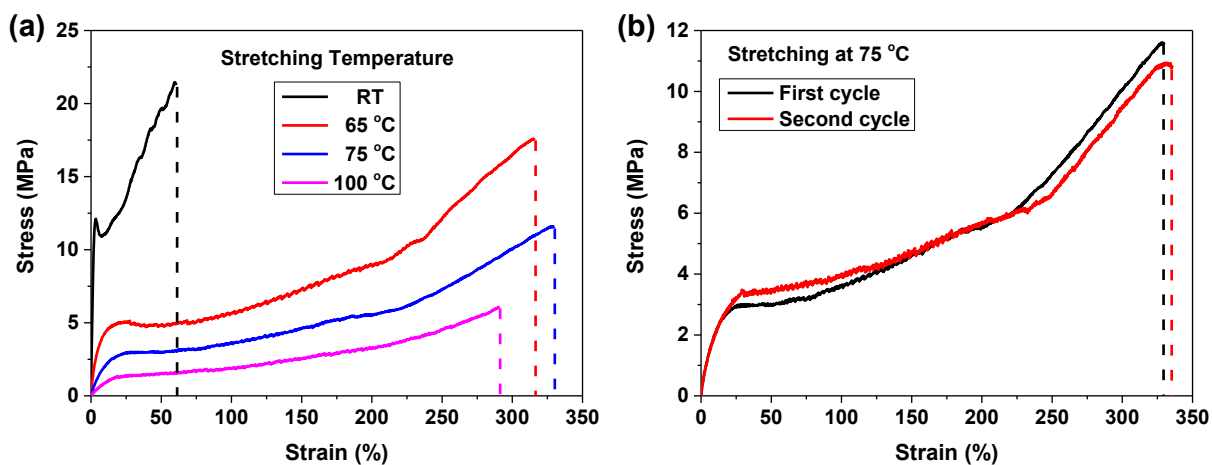 (a)
Stretching Temperature
RT
65 °C
75 °C
100 °C
25
20
15
10
5
0
Stress (MPa)
0 50 100 150 200 250 300 350
Strain (%)
(b)
Stretching at 75 °C
First cycle
Second cycle
12
10
8
6
4
2
0
Stress (MPa)
0 50 100 150 200 250 300 350
Strain (%)